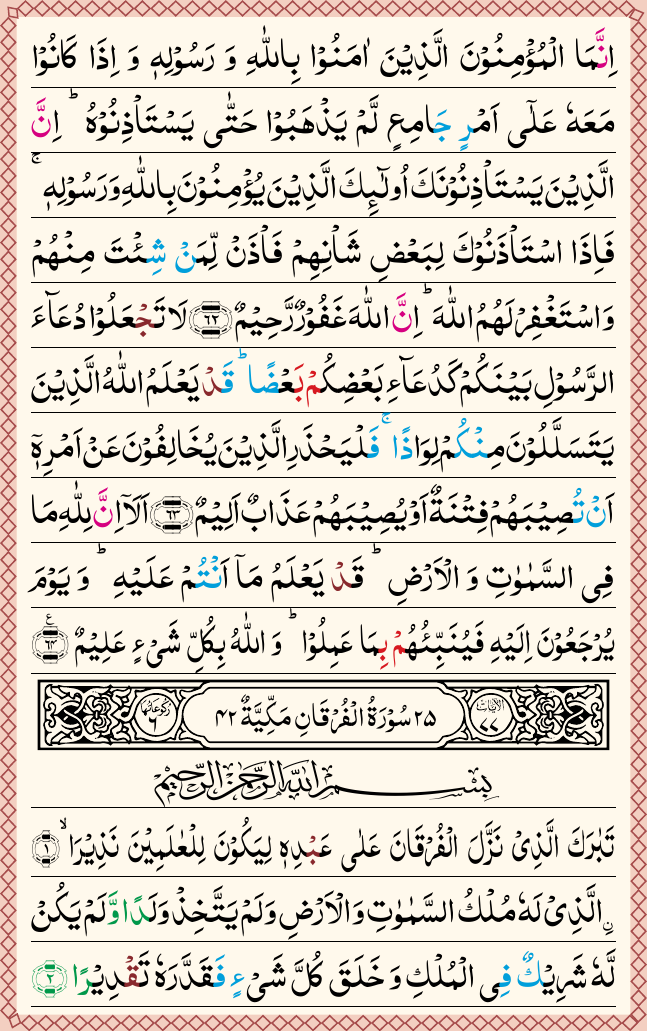 اِنَّمَا الْمُؤْمِنُوْنَ الَّذِيْنَ اٰمَنُوْا بِاللّٰهِ وَ رَسُوْلِهٖ وَ اِذَا كَانُوْا
مَعَهٗ عَلٰۤى اَمْرٍ جَامِعٍ لَّمْ يَذْهَبُوْا حَتّٰى يَسْتَاْذِنُوْهُ ؕ اِنَّ
الَّذِيْنَ يَسْتَاْذِنُوْنَكَ اُولٰٓئِكَ الَّذِيْنَ يُؤْمِنُوْنَ بِاللّٰهِ وَرَسُوْلِهٖ ۚ
فَاِذَا اسْتَاْذَنُوْكَ لِبَعْضِ شَاْنِهِمْ فَاْذَنْ لِّمَنْ شِئْتَ مِنْهُمْ
وَاسْتَغْفِرْ لَهُمُ اللّٰهَ ؕ اِنَّ اللّٰهَ غَفُوْرٌ رَّحِيْمٌ ﴿۶۲﴾ لَا تَجْعَلُوْا دُعَآءَ
الرَّسُوْلِ بَيْنَكُمْ كَدُعَآءِ بَعْضِكُمْ بَعْضًا ؕ قَدْ يَعْلَمُ اللّٰهُ الَّذِيْنَ
يَتَسَلَّلُوْنَ مِنْكُمْ لِوَاذًا ۚ فَلْيَحْذَرِ الَّذِيْنَ يُخَالِفُوْنَ عَنْ اَمْرِهٖۤ
اَنْ تُصِيْبَهُمْ فِتْنَةٌ اَوْ يُصِيْبَهُمْ عَذَابٌ اَلِيْمٌ ﴿۶۳﴾ اَلَاۤ اِنَّ لِلّٰهِ مَا
فِى السَّمٰوٰتِ وَ الْاَرْضِ ؕ قَدْ يَعْلَمُ مَاۤ اَنْتُمْ عَلَيْهِ ؕ وَ يَوْمَ
يُرْجَعُوْنَ اِلَيْهِ فَيُنَبِّئُهُمْ بِمَا عَمِلُوْا ؕ وَ اللّٰهُ بِكُلِّ شَىْءٍ عَلِيْمٌ ﴿۶۴﴾ ع
اٰیاتہا ۷۷ ۲۵ سُوْرَةُ الْفُرْقَانِ مَكِّيَّةٌ ۴۲ رکوعاتہا ۶
بِسْمِ اللّٰهِ الرَّحْمٰنِ الرَّحِيْمِ
تَبٰرَكَ الَّذِىْ نَزَّلَ الْفُرْقَانَ عَلٰى عَبْدِهٖ لِيَكُوْنَ لِلْعٰلَمِيْنَ نَذِيْرَا ۙ﴿۱﴾
۟الَّذِىْ لَهٗ مُلْكُ السَّمٰوٰتِ وَالْاَرْضِ وَلَمْ يَتَّخِذْ وَلَدًا وَّلَمْ يَكُنْ
لَّهٗ شَرِيْكٌ فِى الْمُلْكِ وَ خَلَقَ كُلَّ شَىْءٍ فَقَدَّرَهٗ تَقْدِيْرًا ﴿۲﴾